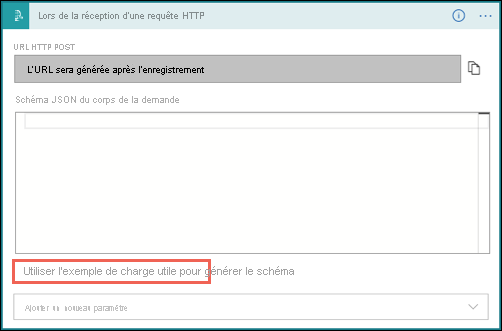 Lors de la réception d'une requête HTTP
URL HTTP POST
L'URL sera générée après l'enregistrement
Schéma JSON du corps de la demande
Utiliser l'exemple de charge utile pour générer le schéma
Ajouter un nouveau paramètre